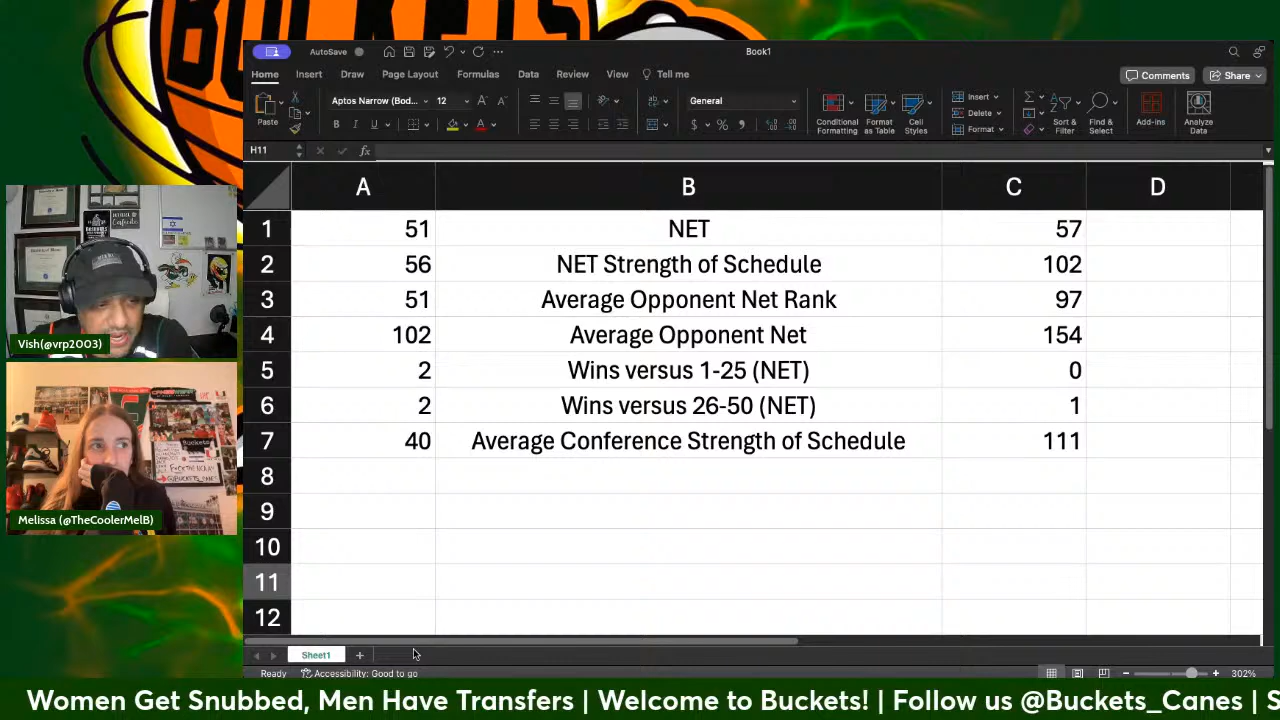 BUCKETS
AutoSave
Book1
Home Insert Draw Page Layout Formulas Data Review View Tell me
Comments Share
Paste
Aptos Narrow (Bod... 12
General
Conditional Formatting
Format as Table
Cell Styles
Insert
Delete
Format
Sort & Filter
Find & Select
Add-ins
Analyze Data
H11
fx
A B C D
1 51 NET 57
2 56 NET Strength of Schedule 102
3 51 Average Opponent Net Rank 97
4 102 Average Opponent Net 154
5 2 Wins versus 1-25 (NET) 0
6 2 Wins versus 26-50 (NET) 1
7 40 Average Conference Strength of Schedule 111
8
9
10
11
12
Vish(@vrp2003)
Melissa (@TheCoolerMelB)
Sheet1
Ready Accessibility: Good to go
302%
Women Get Snubbed, Men Have Transfers | Welcome to Buckets! | Follow us @Buckets_Canes | S